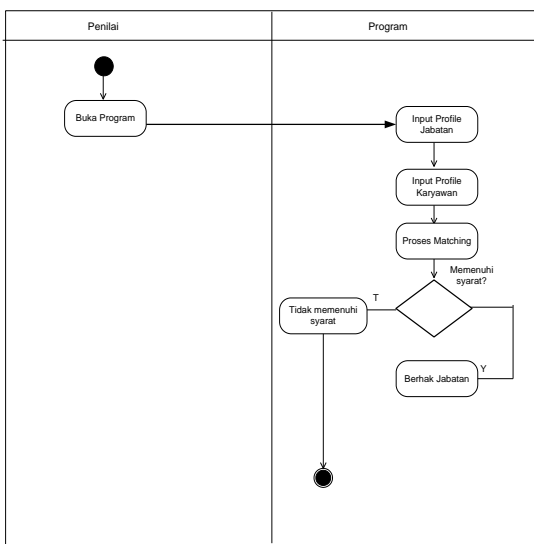 Penilai
Program
Buka Program
Input Profile
Jabatan
Input Profile
Karyawan
Proses Matching
Memenuhi
syarat?
T
Tidak memenuhi
syarat
Y
Berhak Jabatan